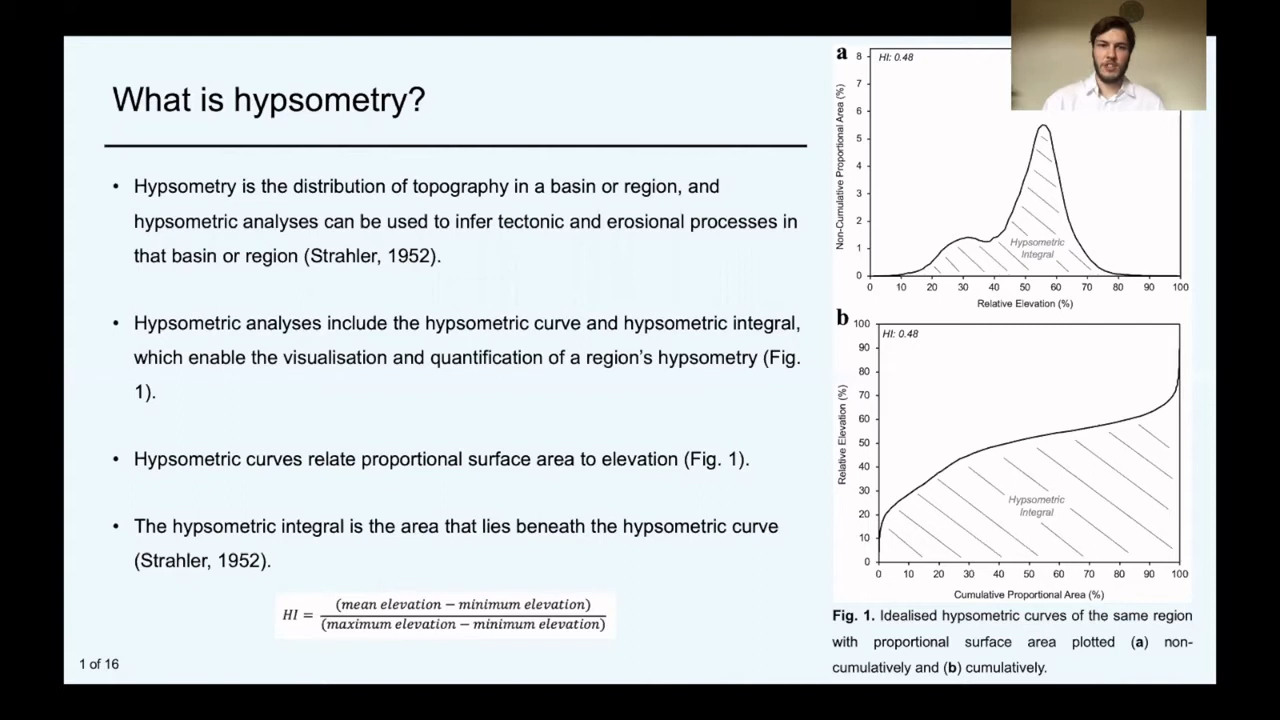 What is hypsometry?
• Hypsometry is the distribution of topography in a basin or region, and
hypsometric analyses can be used to infer tectonic and erosional processes in
that basin or region (Strahler, 1952).
• Hypsometric analyses include the hypsometric curve and hypsometric integral,
which enable the visualisation and quantification of a region's hypsometry (Fig.
1).
• Hypsometric curves relate proportional surface area to elevation (Fig. 1).
• The hypsometric integral is the area that lies beneath the hypsometric curve
(Strahler, 1952).
HI = (mean elevation − minimum elevation)
(maximum elevation − minimum elevation)
1 of 16
a
HI: 0.48
Non-Cumulative Proportional Area (%)
8
7
6
5
4
3
2
1
0
Hypsometric
Integral
0 10 20 30 40 50 60 70 80 90 100
Relative Elevation (%)
b
HI: 0.48
Relative Elevation (%)
100
90
80
70
60
50
40
30
20
10
0
Hypsometric
Integral
0 10 20 30 40 50 60 70 80 90 100
Cumulative Proportional Area (%)
Fig. 1. Idealised hypsometric curves of the same region
with proportional surface area plotted (a) non-
cumulatively and (b) cumulatively.